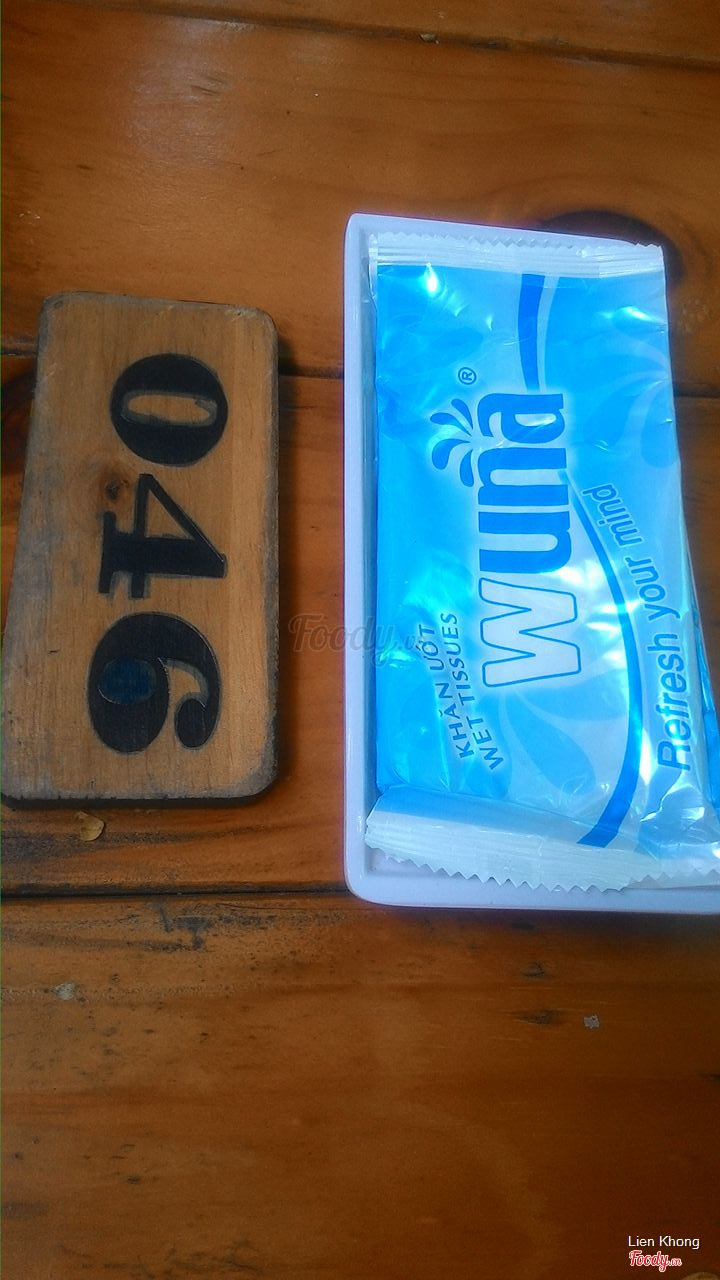 046
KHĂN ƯỚT
WET TISSUES
wuna®
Refresh your mind
Foody.vn
Lien Khong
Foody.vn